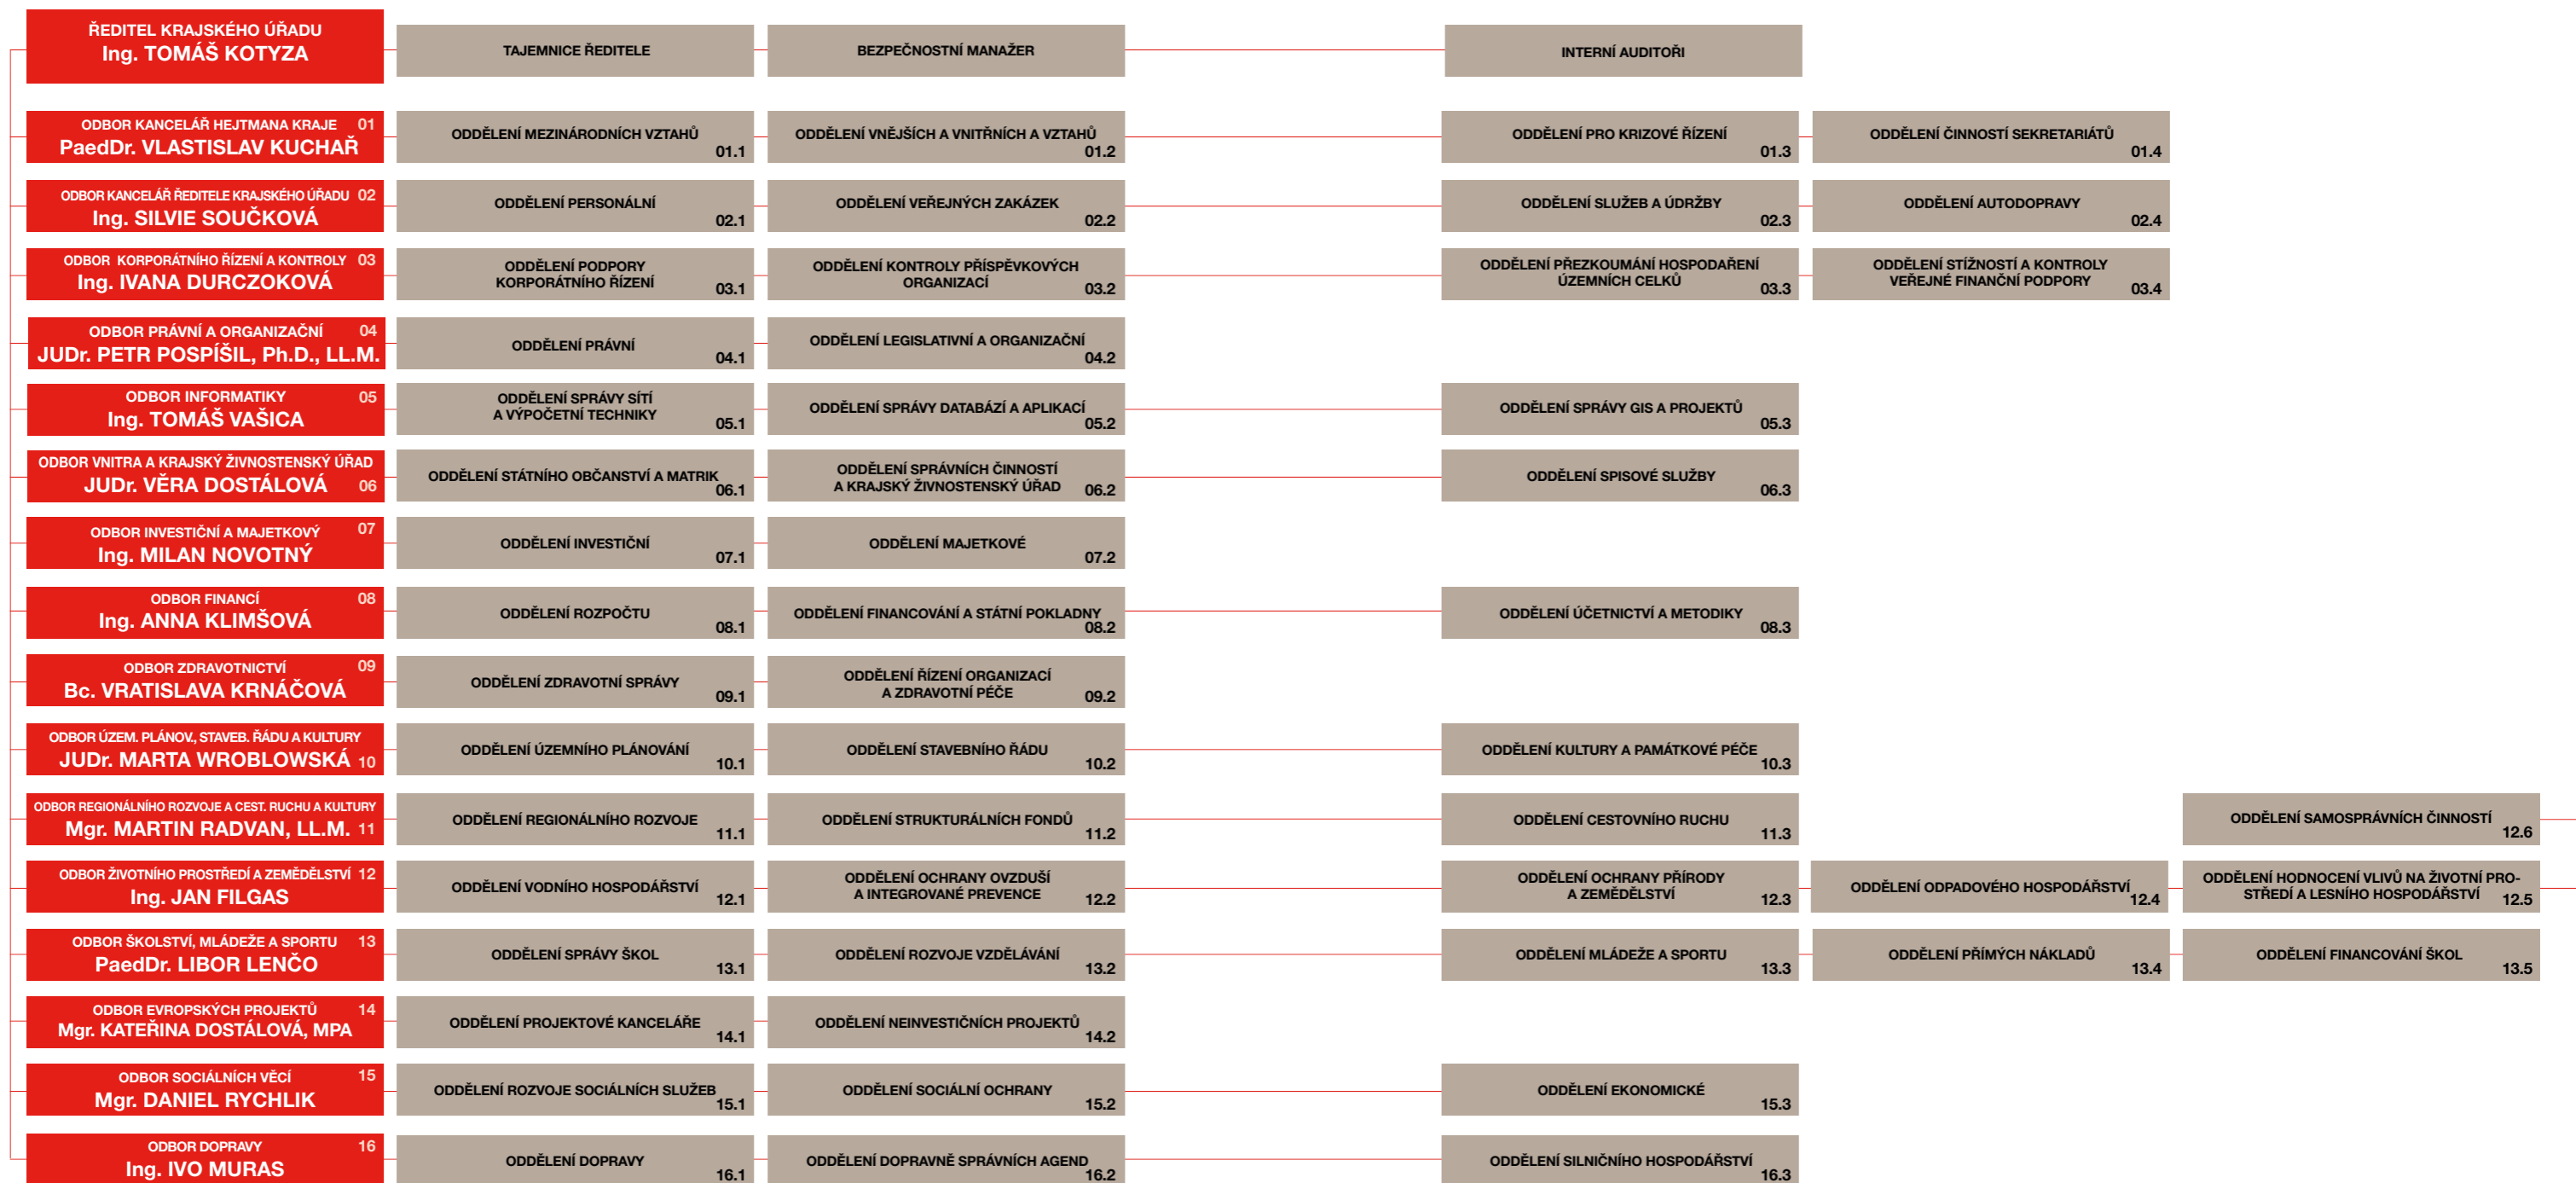 ŘEDITEL KRAJSKÉHO ÚŘADU
Ing. TOMÁŠ KOTYZA
TAJEMNICE ŘEDITELE
BEZPEČNOSTNÍ MANAŽER
INTERNÍ AUDITOŘI
ODBOR KANCELÁŘ HEJTMANA KRAJE 01
PaedDr. VLASTISLAV KUCHAŘ
ODDĚLENÍ MEZINÁRODNÍCH VZTAHŮ
01.1
ODDĚLENÍ VNĚJŠÍCH A VNITŘNÍCH A VZTAHŮ
01.2
ODDĚLENÍ PRO KRIZOVÉ ŘÍZENÍ
01.3
ODDĚLENÍ ČINNOSTÍ SEKRETARIÁTŮ
01.4
ODBOR KANCELÁŘ ŘEDITELE KRAJSKÉHO ÚŘADU 02
Ing. SILVIE SOUČKOVÁ
ODDĚLENÍ PERSONÁLNÍ
02.1
ODDĚLENÍ VEŘEJNÝCH ZAKÁZEK
02.2
ODDĚLENÍ SLUŽEB A ÚDRŽBY
02.3
ODDĚLENÍ AUTODOPRAVY
02.4
ODBOR KORPORÁTNÍHO ŘÍZENÍ A KONTROLY 03
Ing. IVANA DURCZOKOVÁ
ODDĚLENÍ PODPORY
KORPORÁTNÍHO ŘÍZENÍ
03.1
ODDĚLENÍ KONTROLY PŘÍSPĚVKOVÝCH
ORGANIZACÍ
03.2
ODDĚLENÍ PŘEZKOUMÁNÍ HOSPODAŘENÍ
ÚZEMNÍCH CELKŮ
03.3
ODDĚLENÍ STÍŽNOSTÍ A KONTROLY
VEŘEJNÉ FINANČNÍ PODPORY
03.4
ODBOR PRÁVNÍ A ORGANIZAČNÍ 04
JUDr. PETR POSPÍŠIL, Ph.D., LL.M.
ODDĚLENÍ PRÁVNÍ
04.1
ODDĚLENÍ LEGISLATIVNÍ A ORGANIZAČNÍ
04.2
ODBOR INFORMATIKY 05
Ing. TOMÁŠ VAŠICA
ODDĚLENÍ SPRÁVY SÍTÍ
A VÝPOČETNÍ TECHNIKY
05.1
ODDĚLENÍ SPRÁVY DATABÁZÍ A APLIKACÍ
05.2
ODDĚLENÍ SPRÁVY GIS A PROJEKTŮ
05.3
ODBOR VNITRA A KRAJSKÝ ŽIVNOSTENSKÝ ÚŘAD
JUDr. VĚRA DOSTÁLOVÁ 06
ODDĚLENÍ STÁTNÍHO OBČANSTVÍ A MATRIK
06.1
ODDĚLENÍ SPRÁVNÍCH ČINNOSTÍ
A KRAJSKÝ ŽIVNOSTENSKÝ ÚŘAD
06.2
ODDĚLENÍ SPISOVÉ SLUŽBY
06.3
ODBOR INVESTIČNÍ A MAJETKOVÝ 07
Ing. MILAN NOVOTNÝ
ODDĚLENÍ INVESTIČNÍ
07.1
ODDĚLENÍ MAJETKOVÉ
07.2
ODBOR FINANCÍ 08
Ing. ANNA KLIMŠOVÁ
ODDĚLENÍ ROZPOČTU
08.1
ODDĚLENÍ FINANCOVÁNÍ A STÁTNÍ POKLADNY
08.2
ODDĚLENÍ ÚČETNICTVÍ A METODIKY
08.3
ODBOR ZDRAVOTNICTVÍ 09
Bc. VRATISLAVA KRNÁČOVÁ
ODDĚLENÍ ZDRAVOTNÍ SPRÁVY
09.1
ODDĚLENÍ ŘÍZENÍ ORGANIZACÍ
A ZDRAVOTNÍ PÉČE
09.2
ODBOR ÚZEM. PLÁNOV., STAVEB. ŘÁDU A KULTURY
JUDr. MARTA WROBLOWSKÁ 10
ODDĚLENÍ ÚZEMNÍHO PLÁNOVÁNÍ
10.1
ODDĚLENÍ STAVEBNÍHO ŘÁDU
10.2
ODDĚLENÍ KULTURY A PAMÁTKOVÉ PÉČE
10.3
ODBOR REGIONÁLNÍHO ROZVOJE A CEST. RUCHU A KULTURY
Mgr. MARTIN RADVAN, LL.M. 11
ODDĚLENÍ REGIONÁLNÍHO ROZVOJE
11.1
ODDĚLENÍ STRUKTURÁLNÍCH FONDŮ
11.2
ODDĚLENÍ CESTOVNÍHO RUCHU
11.3
ODDĚLENÍ SAMOSPRÁVNÍCH ČINNOSTÍ
12.6
ODBOR ŽIVOTNÍHO PROSTŘEDÍ A ZEMĚDĚLSTVÍ 12
Ing. JAN FILGAS
ODDĚLENÍ VODNÍHO HOSPODÁŘSTVÍ
12.1
ODDĚLENÍ OCHRANY OVZDUŠÍ
A INTEGROVANÉ PREVENCE
12.2
ODDĚLENÍ OCHRANY PŘÍRODY
A ZEMĚDĚLSTVÍ
12.3
ODDĚLENÍ ODPADOVÉHO HOSPODÁŘSTVÍ
12.4
ODDĚLENÍ HODNOCENÍ VLIVŮ NA ŽIVOTNÍ PRO-
STŘEDÍ A LESNÍHO HOSPODÁŘSTVÍ
12.5
ODBOR ŠKOLSTVÍ, MLÁDEŽE A SPORTU 13
PaedDr. LIBOR LENČO
ODDĚLENÍ SPRÁVY ŠKOL
13.1
ODDĚLENÍ ROZVOJE VZDĚLÁVÁNÍ
13.2
ODDĚLENÍ MLÁDEŽE A SPORTU
13.3
ODDĚLENÍ PŘÍMÝCH NÁKLADŮ
13.4
ODDĚLENÍ FINANCOVÁNÍ ŠKOL
13.5
ODBOR EVROPSKÝCH PROJEKTŮ 14
Mgr. KATEŘINA DOSTÁLOVÁ, MPA
ODDĚLENÍ PROJEKTOVÉ KANCELÁŘE
14.1
ODDĚLENÍ NEINVESTIČNÍCH PROJEKTŮ
14.2
ODBOR SOCIÁLNÍCH VĚCÍ 15
Mgr. DANIEL RYCHLIK
ODDĚLENÍ ROZVOJE SOCIÁLNÍCH SLUŽEB
15.1
ODDĚLENÍ SOCIÁLNÍ OCHRANY
15.2
ODDĚLENÍ EKONOMICKÉ
15.3
ODBOR DOPRAVY 16
Ing. IVO MURAS
ODDĚLENÍ DOPRAVY
16.1
ODDĚLENÍ DOPRAVNĚ SPRÁVNÍCH AGEND
16.2
ODDĚLENÍ SILNIČNÍHO HOSPODÁŘSTVÍ
16.3